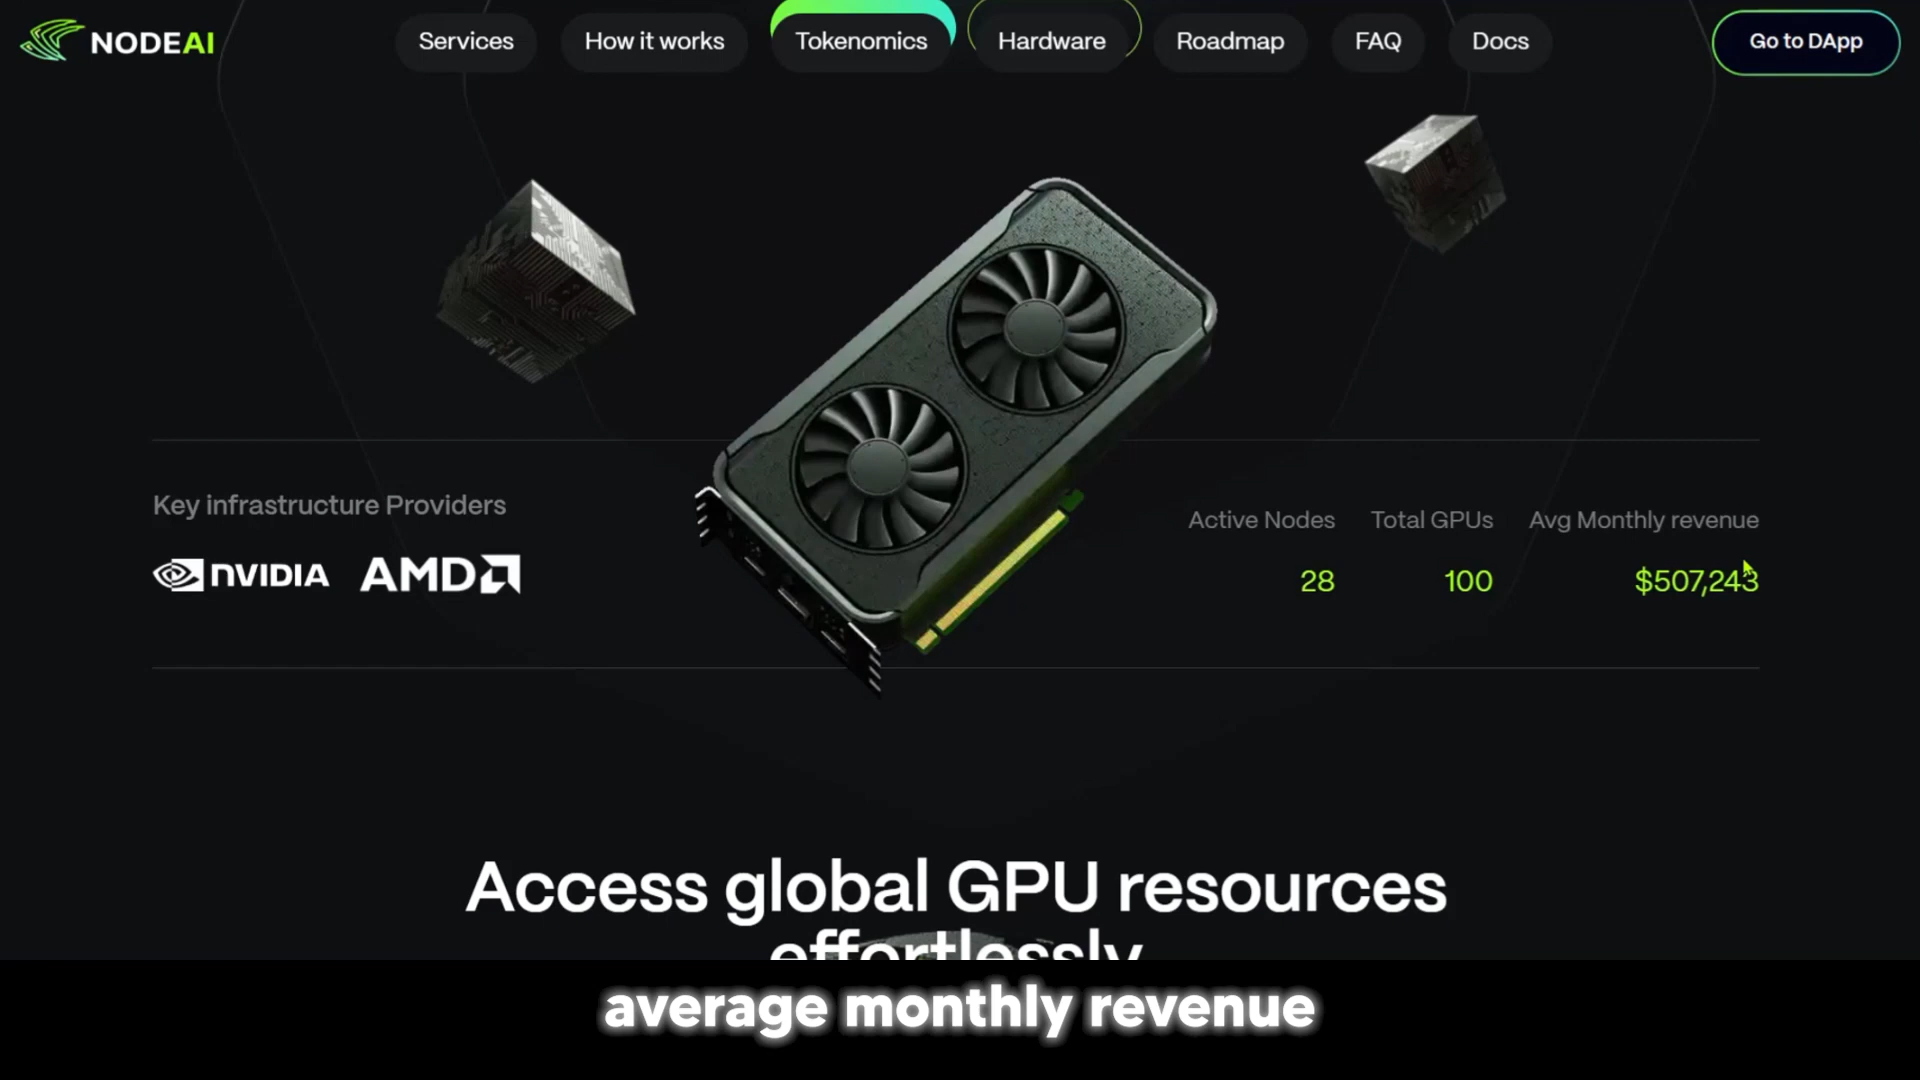 NODEAI
Services
How it works
Tokenomics
Hardware
Roadmap
FAQ
Docs
Go to DApp
Key infrastructure Providers
NVIDIA AMD
Active Nodes Total GPUs Avg Monthly revenue
28 100 $507,243
Access global GPU resources
effortlessly
average monthly revenue